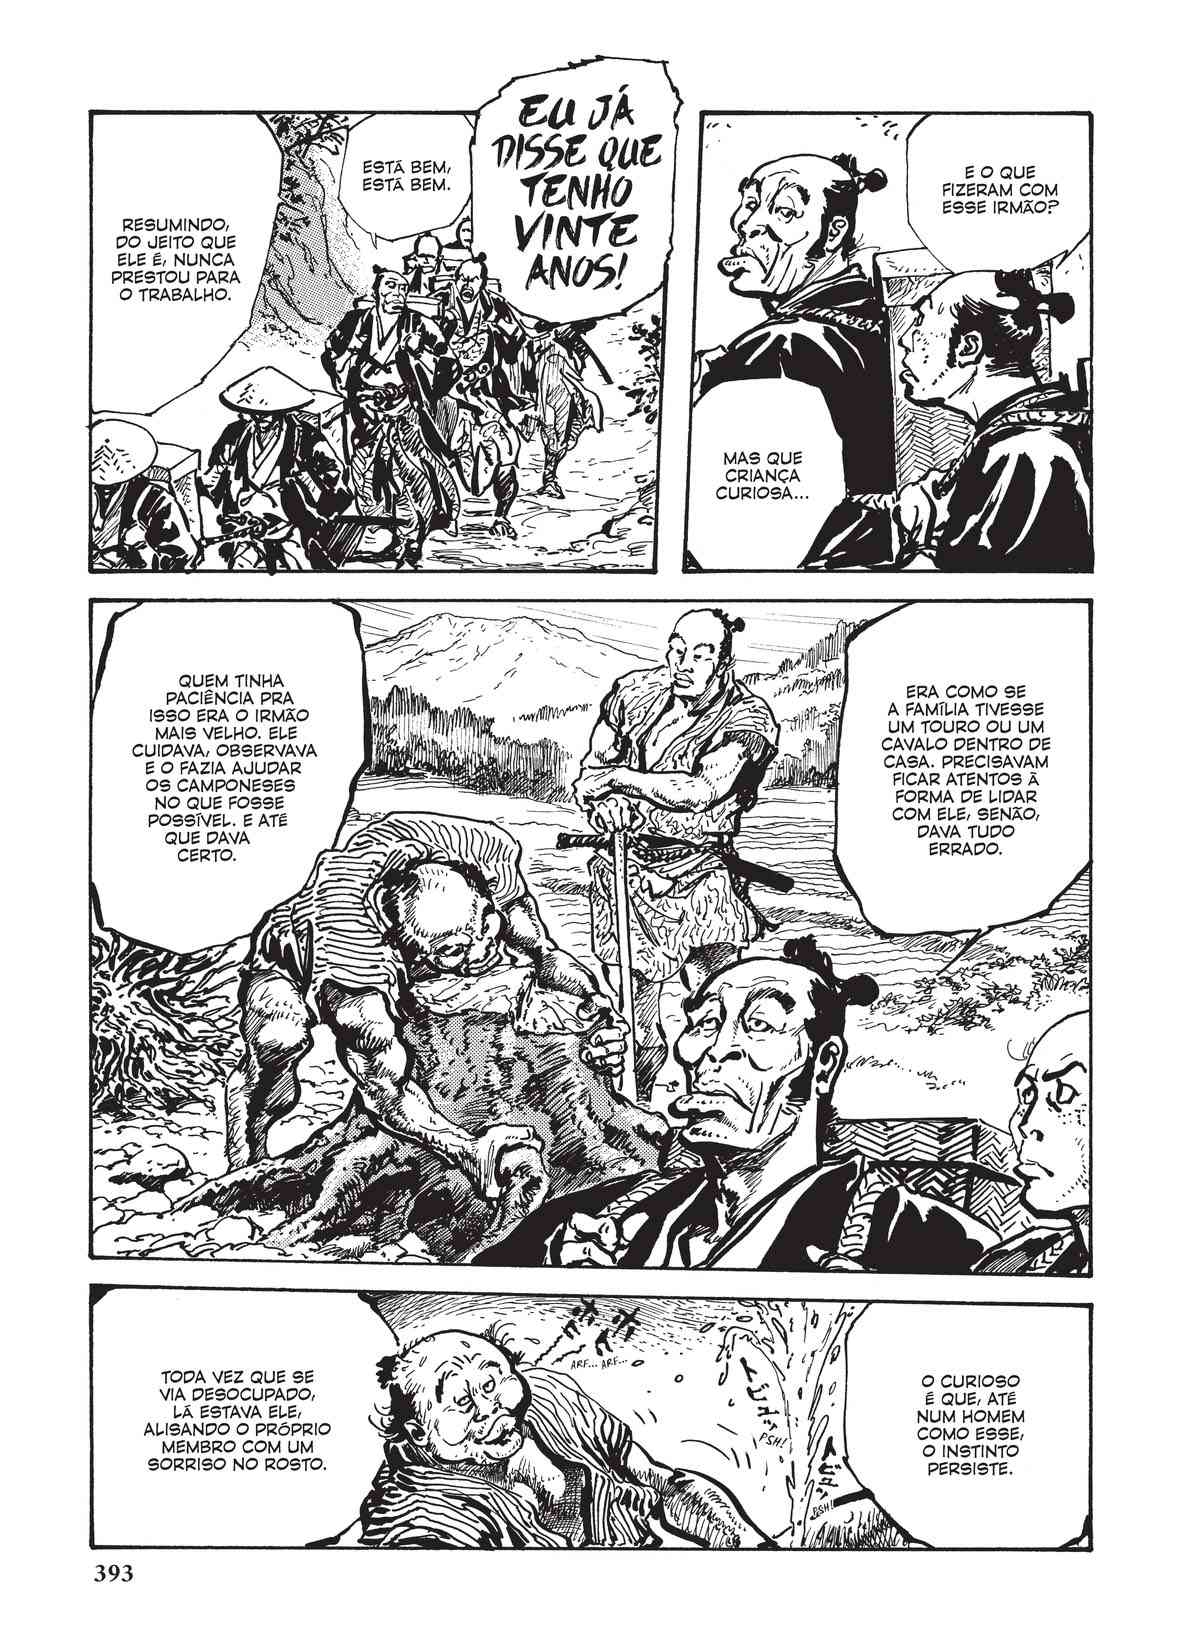 EU JÁ
DISSE QUE
TENHO
VINTE
ANOS!
ESTÁ BEM,
ESTÁ BEM.
RESUMINDO,
DO JEITO QUE
ELE É, NUNCA
PRESTOU PARA
O TRABALHO.
E O QUE
FIZERAM COM
ESSE IRMÃO?
MAS QUE
CRIANÇA
CURIOSA...
QUEM TINHA
PACIÊNCIA PRA
ISSO ERA O IRMÃO
MAIS VELHO. ELE
CUIDAVA, OBSERVAVA
E O FAZIA AJUDAR
OS CAMPONESES
NO QUE FOSSE
POSSÍVEL. E ATÉ
QUE DAVA
CERTO.
ERA COMO SE
A FAMÍLIA TIVESSE
UM TOURO OU UM
CAVALO DENTRO DE
CASA. PRECISAVAM
FICAR ATENTOS À
FORMA DE LIDAR
COM ELE, SENÃO,
DAVA TUDO
ERRADO.
TODA VEZ QUE SE
VIA DESOCUPADO,
LÁ ESTAVA ELE,
ALISANDO O PRÓPRIO
MEMBRO COM UM
SORRISO NO ROSTO.
ARF... ARF...
PSH!
PSH!
O CURIOSO
É QUE, ATÉ
NUM HOMEM
COMO ESSE,
O INSTINTO
PERSISTE.
393